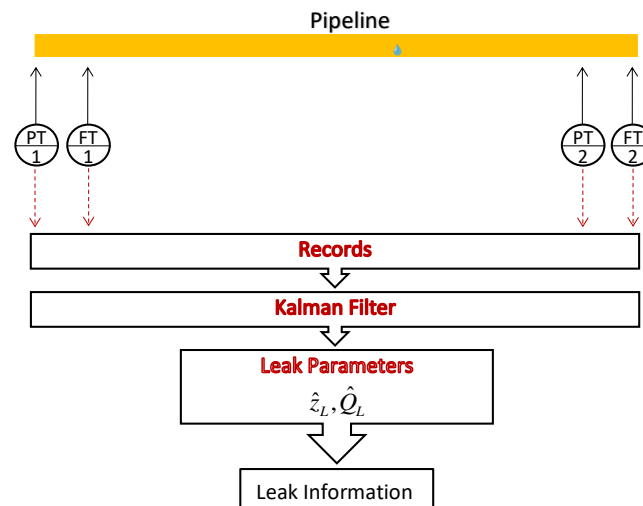 Pipeline
PT FT PT FT
1 1 2 2
Records
Kalman Filter
Leak Parameters
ẑ_L, Q̂_L
Leak Information